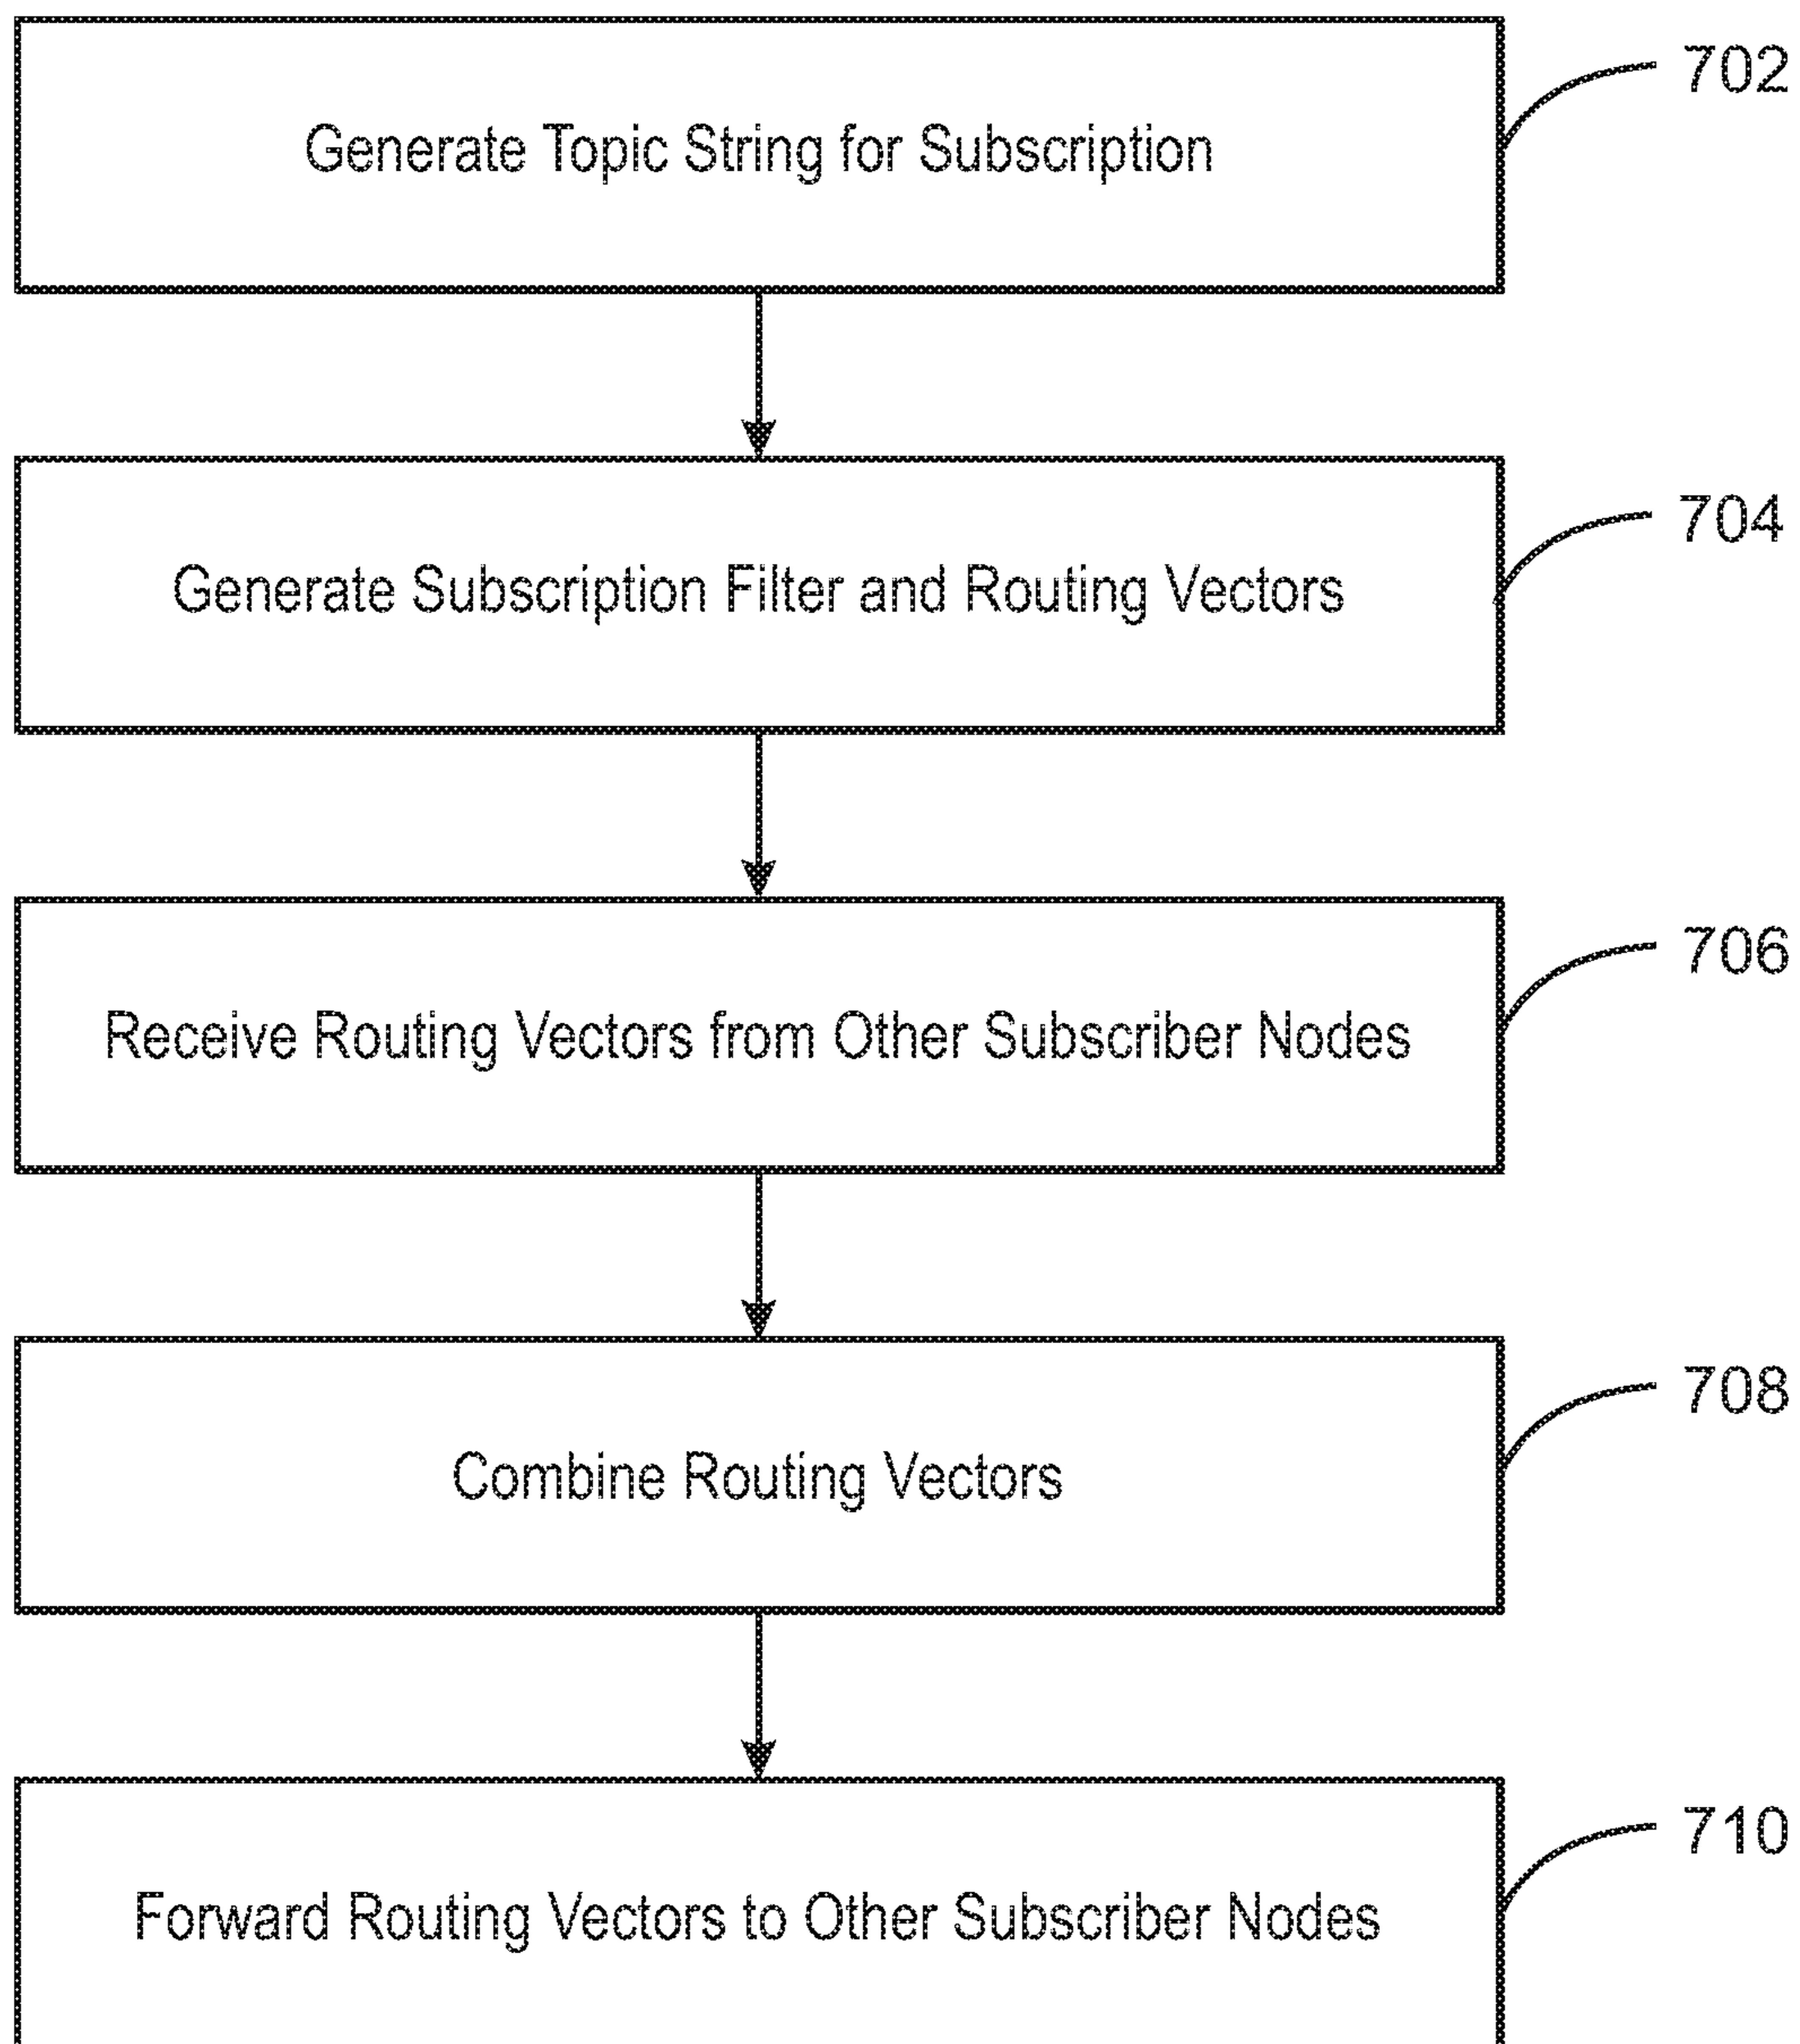 Generate Topic String for Subscription
702
Generate Subscription Filter and Routing Vectors
704
Receive Routing Vectors from Other Subscriber Nodes
706
Combine Routing Vectors
708
Forward Routing Vectors to Other Subscriber Nodes
710